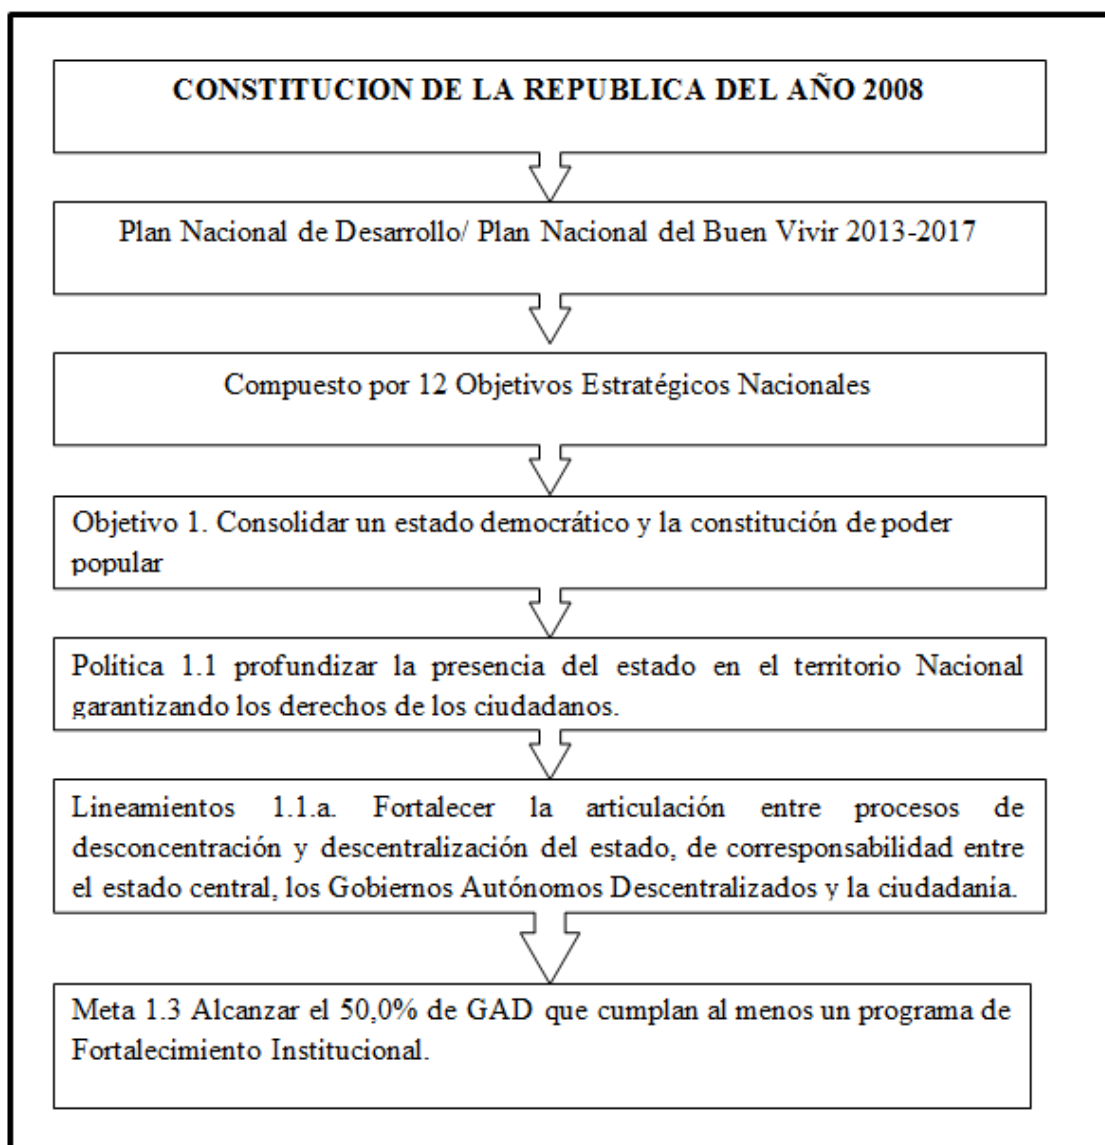 CONSTITUCION DE LA REPUBLICA DEL AÑO 2008
Plan Nacional de Desarrollo/ Plan Nacional del Buen Vivir 2013-2017
Compuesto por 12 Objetivos Estratégicos Nacionales
Objetivo 1. Consolidar un estado democrático y la constitución de poder
popular
Política 1.1 profundizar la presencia del estado en el territorio Nacional
garantizando los derechos de los ciudadanos.
Lineamientos 1.1.a. Fortalecer la articulación entre procesos de
desconcentración y descentralización del estado, de corresponsabilidad entre
el estado central, los Gobiernos Autónomos Descentralizados y la ciudadanía.
Meta 1.3 Alcanzar el 50,0% de GAD que cumplan al menos un programa de
Fortalecimiento Institucional.